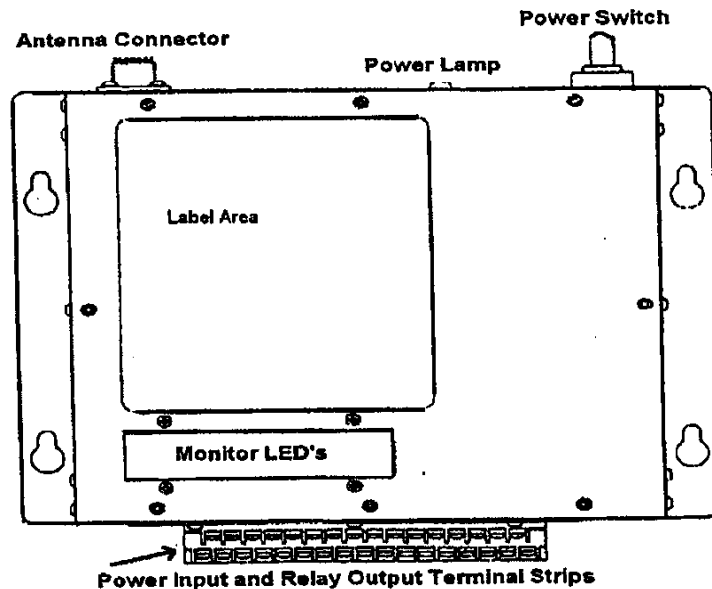 Power Switch
Antenna Connector
Power Lamp
Label Area
Monitor LED's
Power Input and Relay Output Terminal Strips